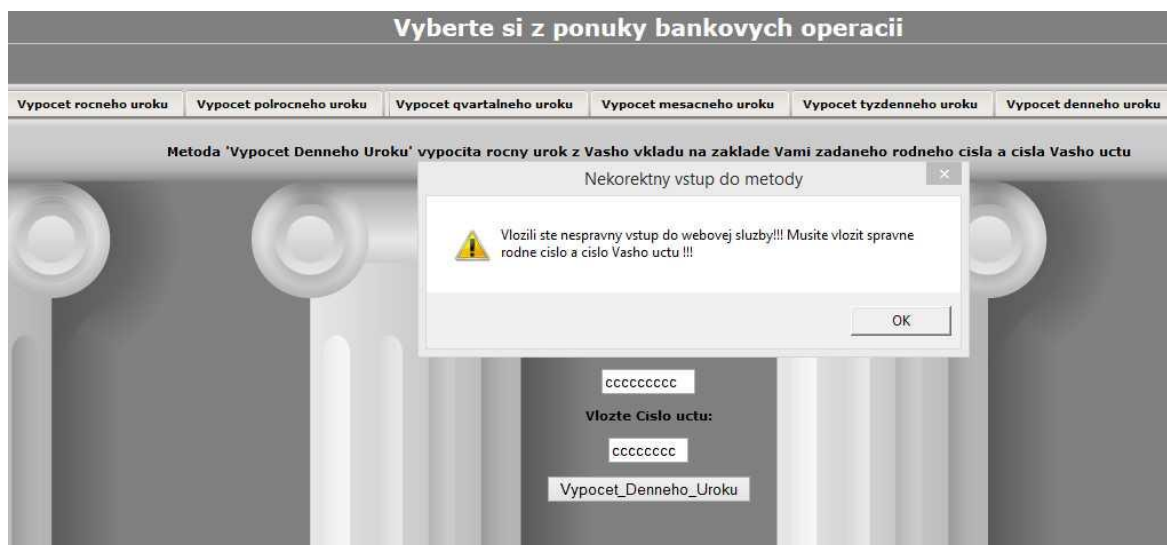 Vyberte si z ponuky bankovych operacii
Vypocet rocneho uroku
Vypocet polrocneho uroku
Vypocet qvartalneho uroku
Vypocet mesacneho uroku
Vypocet tyzdenneho uroku
Vypocet denneho uroku
Metoda 'Vypocet Denneho Uroku' vypocita rocny urok z Vasho vkladu na zaklade Vami zadaneho rodneho cisla a cisla Vasho uctu
Nekorektny vstup do metody
Vlozili ste nespravny vstup do webovej sluzby!!! Musite vlozit spravne
rodne cislo a cislo Vasho uctu !!!
OK
ccccccccc
Vlozte Cislo uctu:
cccccccc
Vypocet_Denneho_Uroku